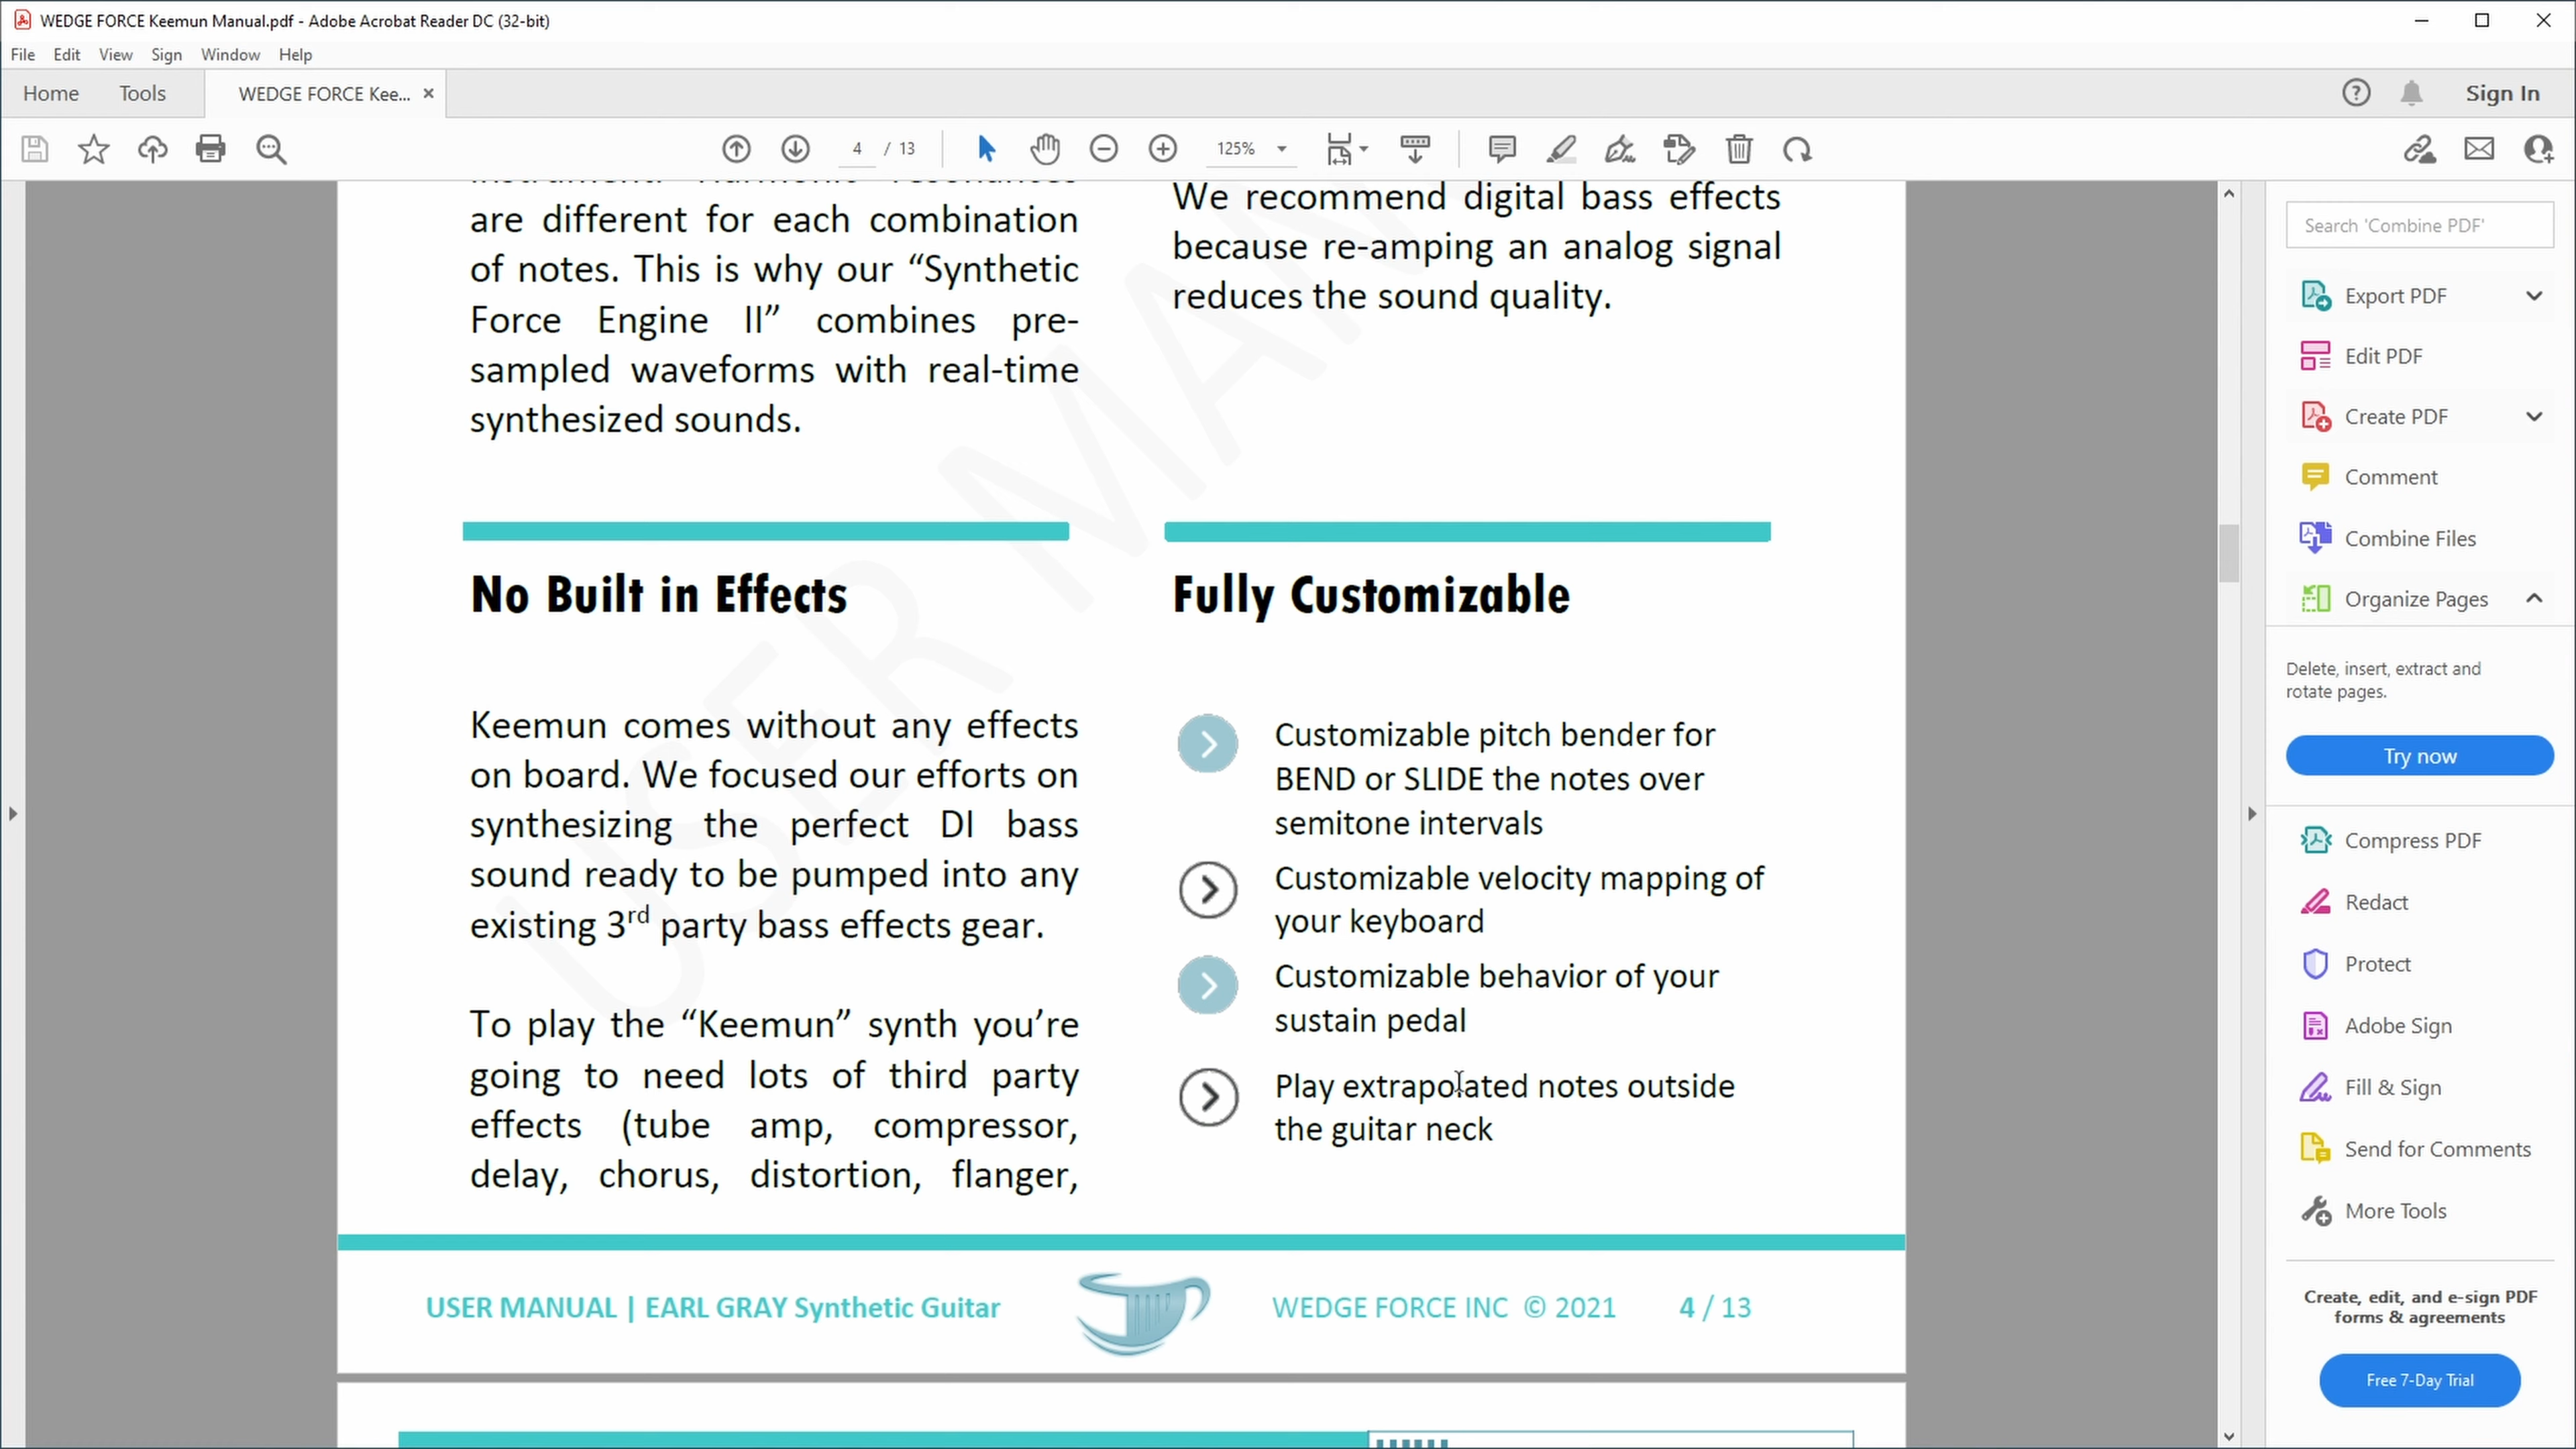 WEDGE FORCE Keemun Manual.pdf - Adobe Acrobat Reader DC (32-bit)
File Edit View Sign Window Help
Home Tools WEDGE FORCE Kee... Sign In
4 / 13 125%
are different for each combination
of notes. This is why our “Synthetic
Force Engine II” combines pre-
sampled waveforms with real-time
synthesized sounds.
We recommend digital bass effects
because re-amping an analog signal
reduces the sound quality.
No Built in Effects
Keemun comes without any effects
on board. We focused our efforts on
synthesizing the perfect DI bass
sound ready to be pumped into any
existing 3rd party bass effects gear.
To play the “Keemun” synth you’re
going to need lots of third party
effects (tube amp, compressor,
delay, chorus, distortion, flanger,
Fully Customizable
Customizable pitch bender for
BEND or SLIDE the notes over
semitone intervals
Customizable velocity mapping of
your keyboard
Customizable behavior of your
sustain pedal
Play extrapolated notes outside
the guitar neck
USER MANUAL | EARL GRAY Synthetic Guitar WEDGE FORCE INC © 2021 4 / 13
USER MAN
Search 'Combine PDF'
Export PDF
Edit PDF
Create PDF
Comment
Combine Files
Organize Pages
Delete, insert, extract and
rotate pages.
Try now
Compress PDF
Redact
Protect
Adobe Sign
Fill & Sign
Send for Comments
More Tools
Create, edit, and e-sign PDF
forms & agreements
Free 7-Day Trial